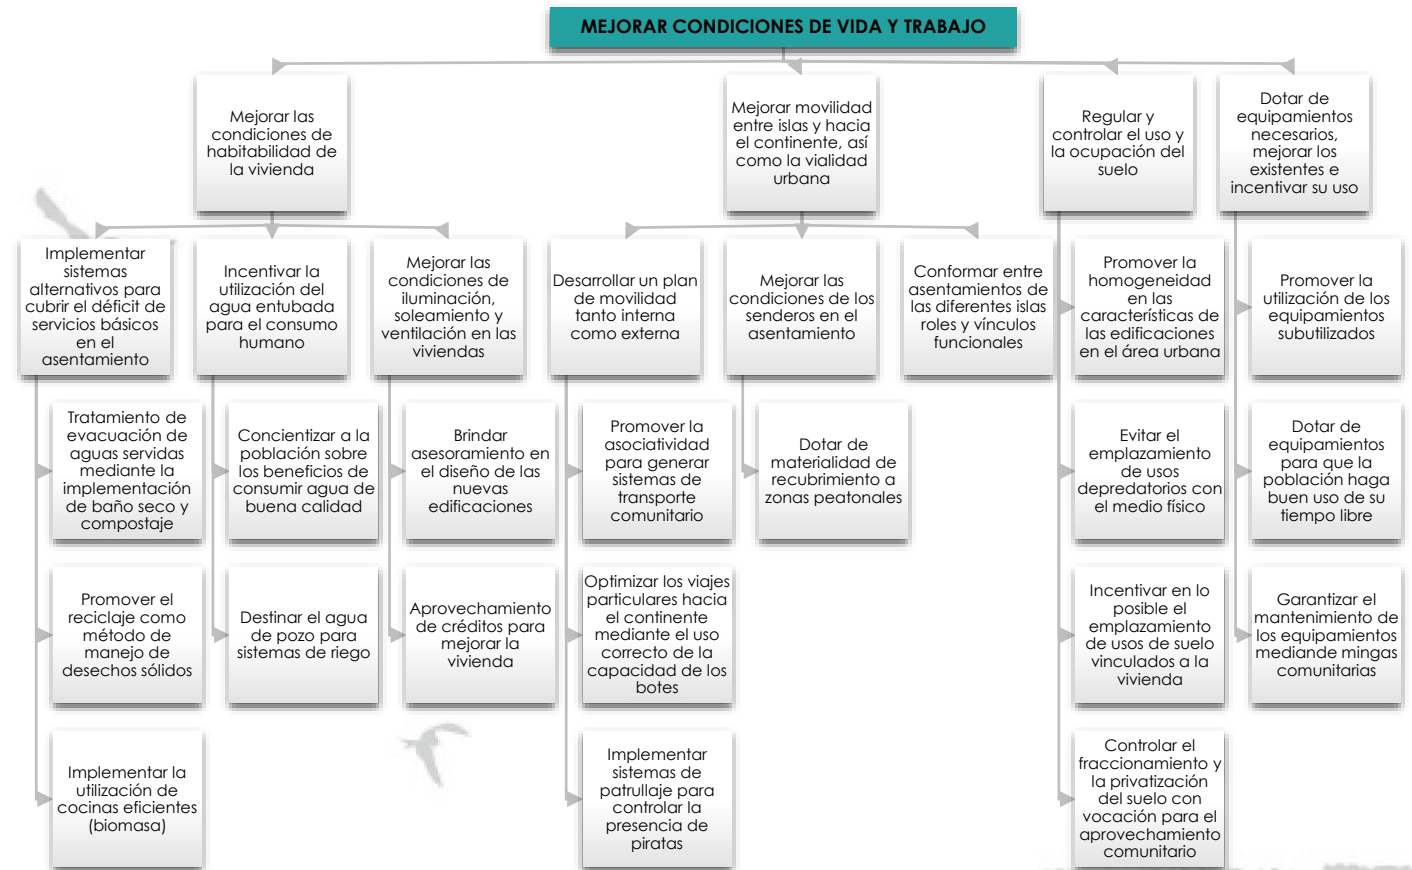 MEJORAR CONDICIONES DE VIDA Y TRABAJO
Mejorar las
condiciones de
habitabilidad de
la vivienda
Mejorar movilidad
entre islas y hacia
el continente, así
como la vialidad
urbana
Regular y
controlar el uso y
la ocupación del
suelo
Dotar de
equipamientos
necesarios,
mejorar los
existentes e
incentivar su uso
Implementar
sistemas
alternativos para
cubrir el déficit de
servicios básicos
en el
asentamiento
Incentivar la
utilización del
agua entubada
para el consumo
humano
Mejorar las
condiciones de
iluminación,
soleamiento y
ventilación en las
viviendas
Desarrollar un plan
de movilidad
tanto interna
como externa
Mejorar las
condiciones de los
senderos en el
asentamiento
Conformar entre
asentamientos de
las diferentes islas
roles y vínculos
funcionales
Promover la
homogeneidad
en las
características de
las edificaciones
en el área urbana
Promover la
utilización de los
equipamientos
subutilizados
Tratamiento de
evacuación de
aguas servidas
mediante la
implementación
de baño seco y
compostaje
Concientizar a la
población sobre
los beneficios de
consumir agua de
buena calidad
Brindar
asesoramiento en
el diseño de las
nuevas
edificaciones
Promover la
asociatividad
para generar
sistemas de
transporte
comunitario
Dotar de
materialidad de
recubrimiento a
zonas peatonales
Evitar el
emplazamiento
de usos
depredatorios con
el medio físico
Dotar de
equipamientos
para que la
población haga
buen uso de su
tiempo libre
Promover el
reciclaje como
método de
manejo de
desechos sólidos
Destinar el agua
de pozo para
sistemas de riego
Aprovechamiento
de créditos para
mejorar la
vivienda
Optimizar los viajes
particulares hacia
el continente
mediante el uso
correcto de la
capacidad de los
botes
Incentivar en lo
posible el
emplazamiento
de usos de suelo
vinculados a la
vivienda
Garantizar el
mantenimiento de
los equipamientos
mediande mingas
comunitarias
Implementar la
utilización de
cocinas eficientes
(biomasa)
Implementar
sistemas de
patrullaje para
controlar la
presencia de
piratas
Controlar el
fraccionamiento y
la privatización
del suelo con
vocación para el
aprovechamiento
comunitario